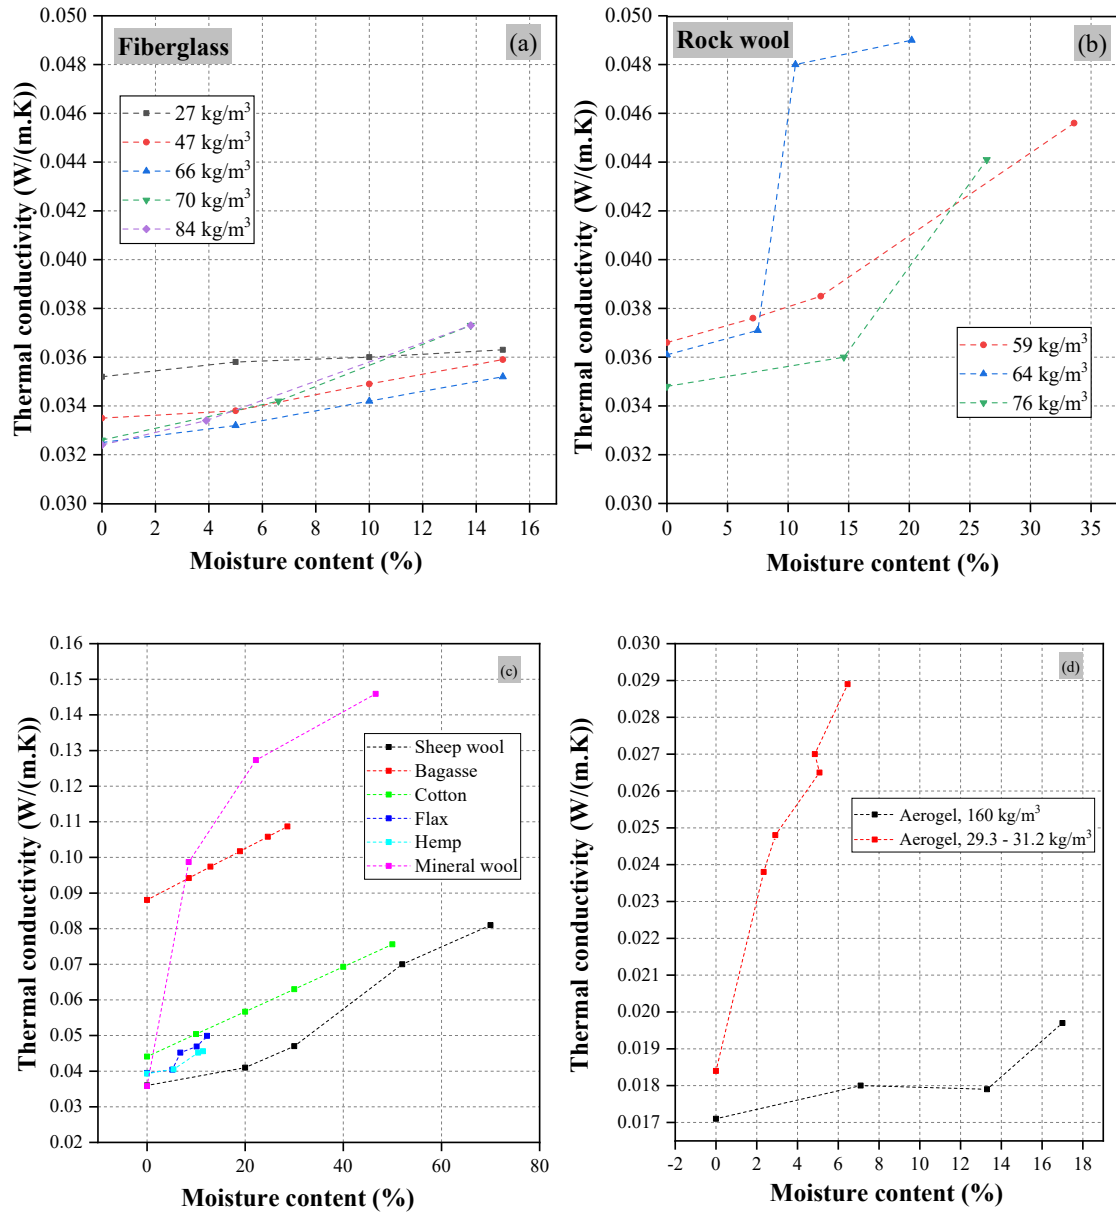 Fiberglass
(a)
27 kg/m³
47 kg/m³
66 kg/m³
70 kg/m³
84 kg/m³
0.050
0.048
0.046
0.044
0.042
0.040
0.038
0.036
0.034
0.032
0.030
0 2 4 6 8 10 12 14 16
Thermal conductivity (W/(m.K))
Moisture content (%)
Rock wool
(b)
59 kg/m³
64 kg/m³
76 kg/m³
0.050
0.048
0.046
0.044
0.042
0.040
0.038
0.036
0.034
0.032
0.030
0 5 10 15 20 25 30 35
Thermal conductivity (W/(m.K))
Moisture content (%)
(c)
Sheep wool
Bagasse
Cotton
Flax
Hemp
Mineral wool
0.16
0.15
0.14
0.13
0.12
0.11
0.10
0.09
0.08
0.07
0.06
0.05
0.04
0.03
0.02
0 20 40 60 80
Thermal conductivity (W/(m.K))
Moisture content (%)
(d)
Aerogel, 160 kg/m³
Aerogel, 29.3 - 31.2 kg/m³
0.030
0.029
0.028
0.027
0.026
0.025
0.024
0.023
0.022
0.021
0.020
0.019
0.018
0.017
-2 0 2 4 6 8 10 12 14 16 18
Thermal conductivity (W/(m.K))
Moisture content (%)